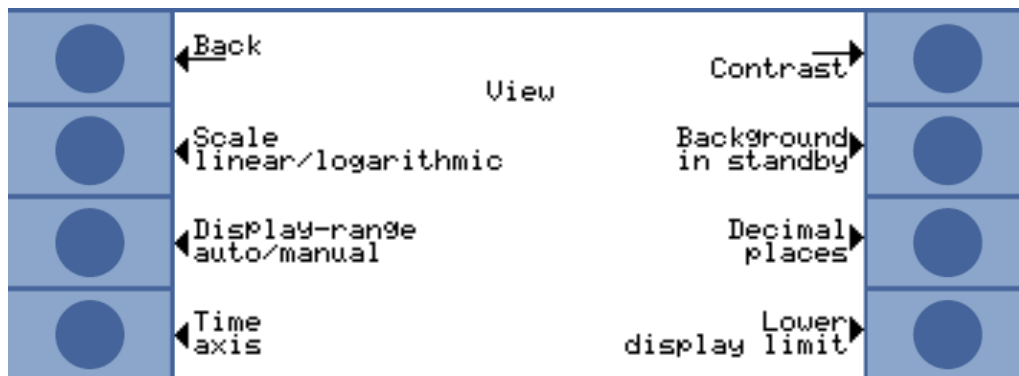 Back
Contrast
View
Scale
linear/logarithmic
Background
in standby
Display-range
auto/manual
Decimal
places
Time
axis
Lower
display limit